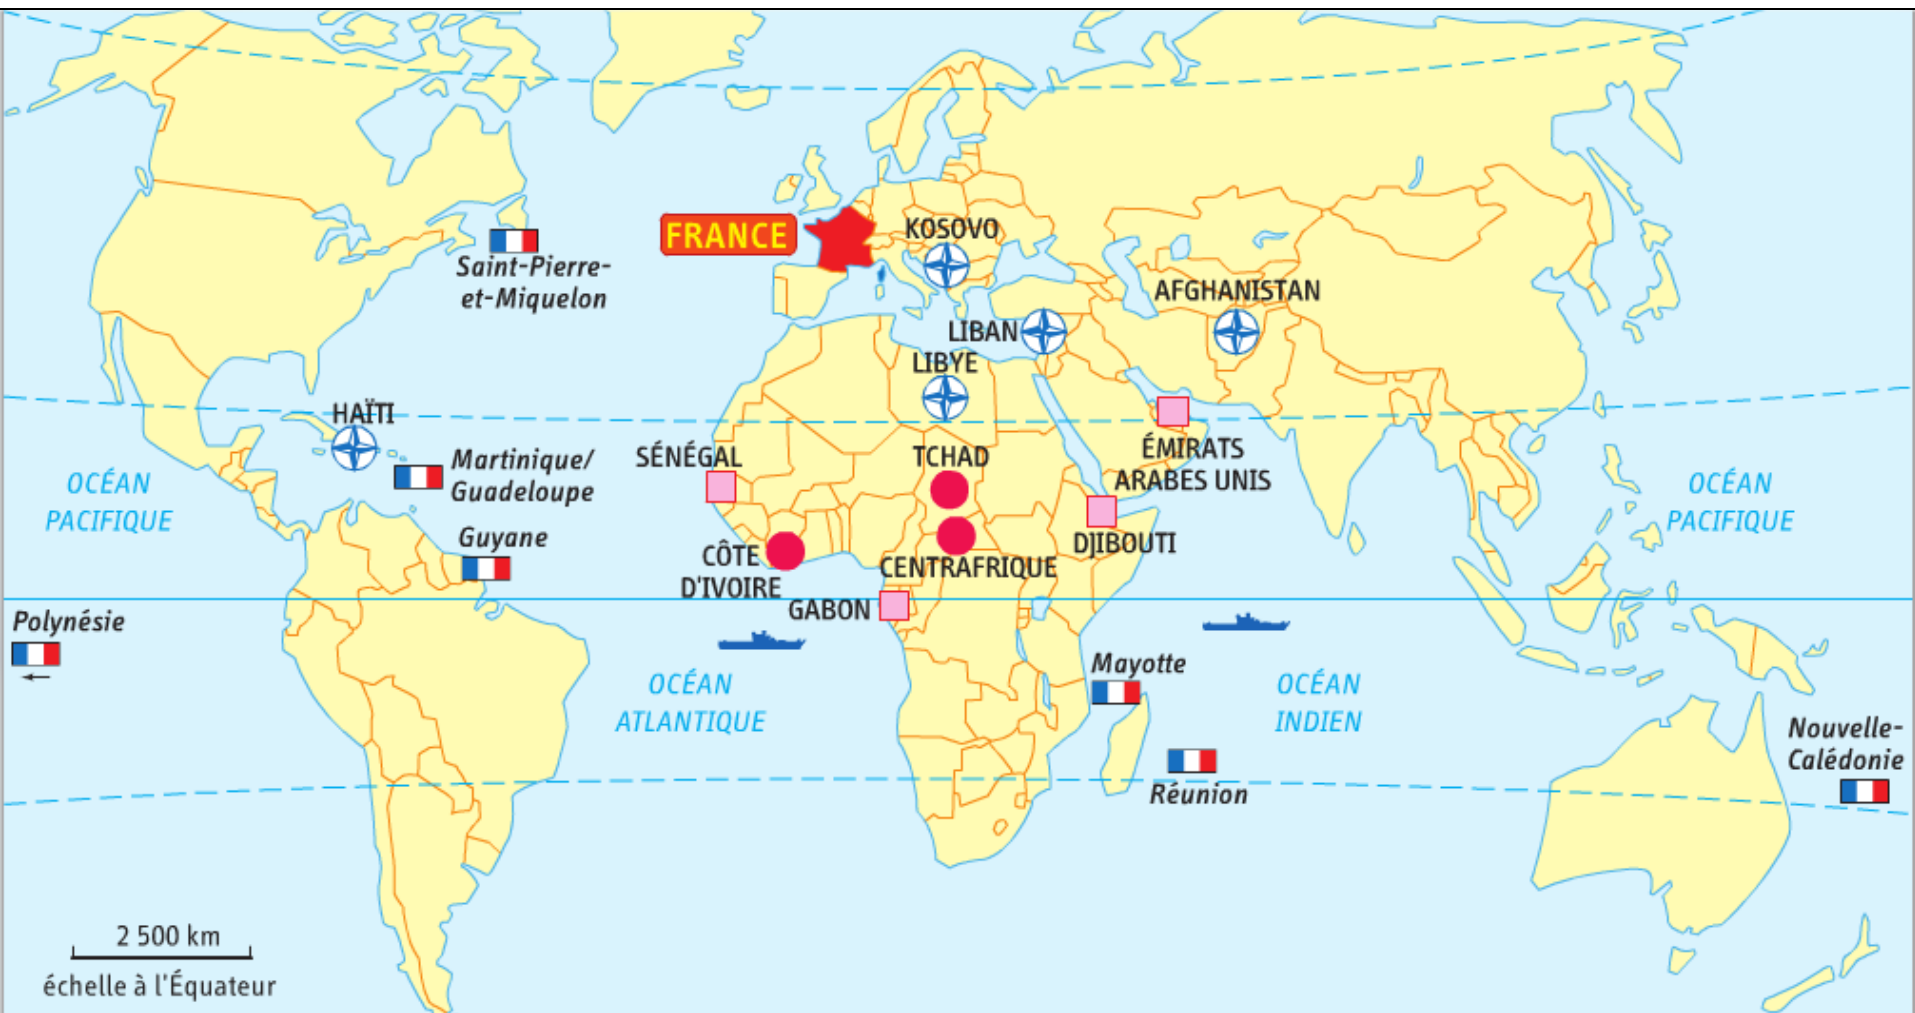 FRANCE
KOSOVO
Saint-Pierre-
et-Miquelon
AFGHANISTAN
LIBAN
LIBYE
HAÏTI
Martinique/
Guadeloupe
SÉNÉGAL
TCHAD
ÉMIRATS
ARABES UNIS
OCÉAN
PACIFIQUE
OCÉAN
PACIFIQUE
Guyane
CÔTE
D'IVOIRE
CENTRAFRIQUE
DJIBOUTI
GABON
Polynésie
Mayotte
OCÉAN
ATLANTIQUE
OCÉAN
INDIEN
Nouvelle-
Calédonie
Réunion
2 500 km
échelle à l'Équateur